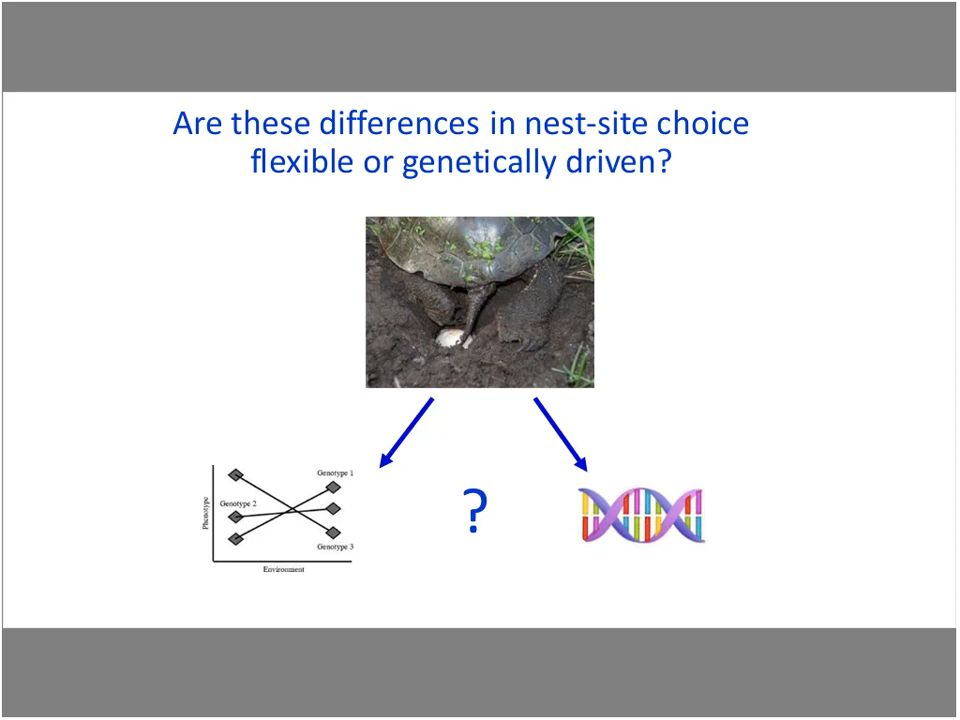 Are these differences in nest-site choice
flexible or genetically driven?
Genotype 1
Genotype 2
Phenotype
?
Genotype 3
Environment